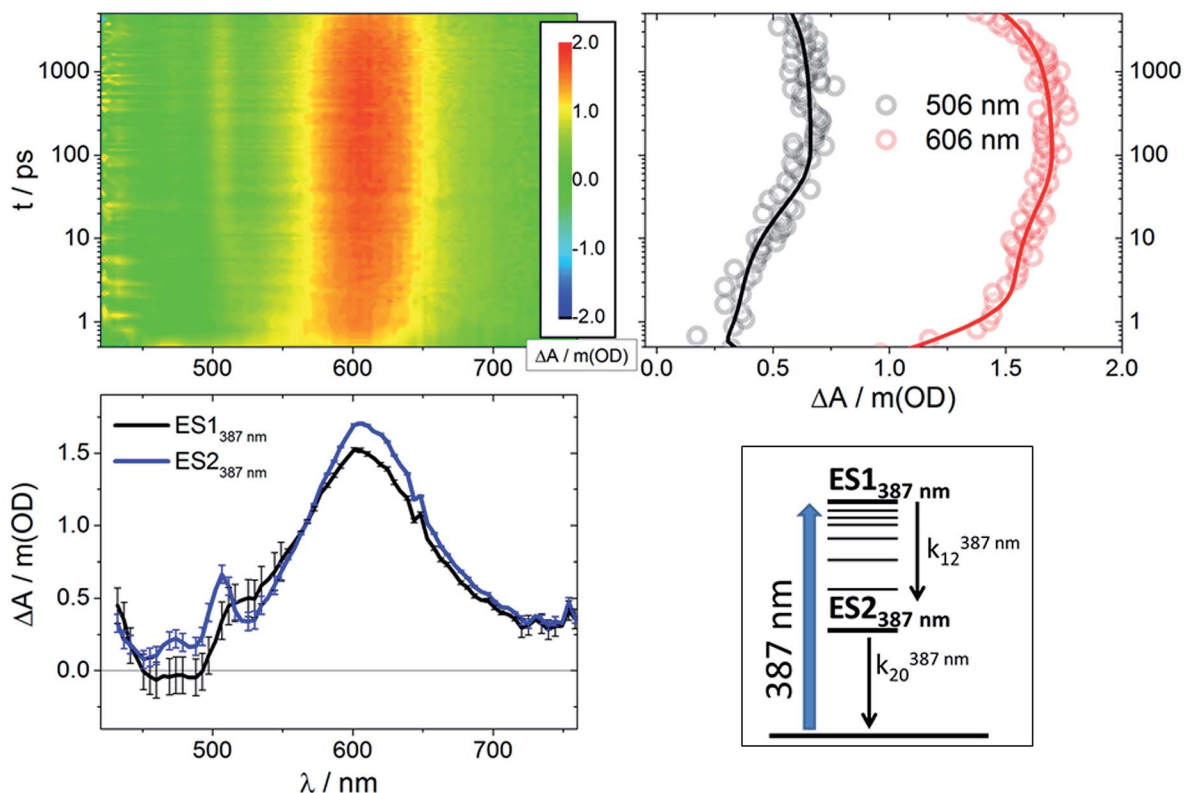 t / ps
1000
100
10
1
500
600
700
2.0
1.0
0.0
-1.0
-2.0
ΔA / m(OD)
506 nm
606 nm
1000
100
10
1
0.0
0.5
1.0
1.5
2.0
ΔA / m(OD)
ES1387 nm
ES2387 nm
ΔA / m(OD)
1.5
1.0
0.5
0.0
500
600
700
λ / nm
387 nm
ES1387 nm
k12387 nm
ES2387 nm
k20387 nm